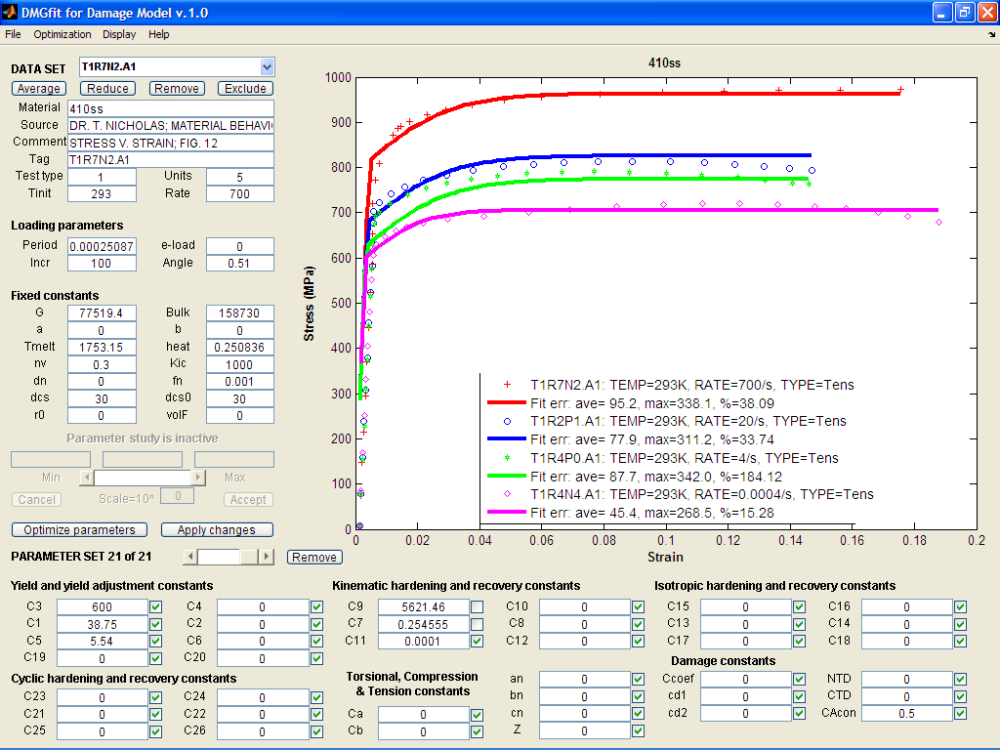 DMGfit for Damage Model v.1.0
File Optimization Display Help
DATA SET T1R7N2.A1
Average Reduce Remove Exclude
Material 410ss
Source DR. T. NICHOLAS; MATERIAL BEHAVI
Comment STRESS V. STRAIN; FIG. 12
Tag T1R7N2.A1
Test type 1 Units 5
Tinit 293 Rate 700
Loading parameters
Period 0.00025087 e-load 0
Incr 100 Angle 0.51
Fixed constants
G 77519.4 Bulk 158730
a 0 b 0
Tmelt 1753.15 heat 0.250836
nv 0.3 Kic 1000
dn 0 fn 0.001
dcs 30 dcs0 30
r0 0 volF 0
Parameter study is inactive
Min Max
Cancel Scale=10^ 0 Accept
Optimize parameters Apply changes
PARAMETER SET 21 of 21 Remove
410ss
1000
900
800
700
600
500
400
300
200
100
0
Stress (MPa)
0 0.02 0.04 0.06 0.08 0.1 0.12 0.14 0.16 0.18 0.2
Strain
T1R7N2.A1: TEMP=293K, RATE=700/s, TYPE=Tens
Fit err: ave= 95.2, max=338.1, %=38.09
T1R2P1.A1: TEMP=293K, RATE=20/s, TYPE=Tens
Fit err: ave= 77.9, max=311.2, %=33.74
T1R4P0.A1: TEMP=293K, RATE=4/s, TYPE=Tens
Fit err: ave= 87.7, max=342.0, %=184.12
T1R4N4.A1: TEMP=293K, RATE=0.0004/s, TYPE=Tens
Fit err: ave= 45.4, max=268.5, %=15.28
Yield and yield adjustment constants
C3 600 C4 0
C1 38.75 C2 0
C5 5.54 C6 0
C19 0 C20 0
Cyclic hardening and recovery constants
C23 0 C24 0
C21 0 C22 0
C25 0 C26 0
Kinematic hardening and recovery constants
C9 5621.46 C10 0
C7 0.254555 C8 0
C11 0.0001 C12 0
Torsional, Compression
& Tension constants
Ca 0
Cb 0
an 0
bn 0
cn 0
Z 0
Isotropic hardening and recovery constants
C15 0 C16 0
C13 0 C14 0
C17 0 C18 0
Damage constants
Ccoef 0 NTD 0
cd1 0 CTD 0
cd2 0 CAcon 0.5